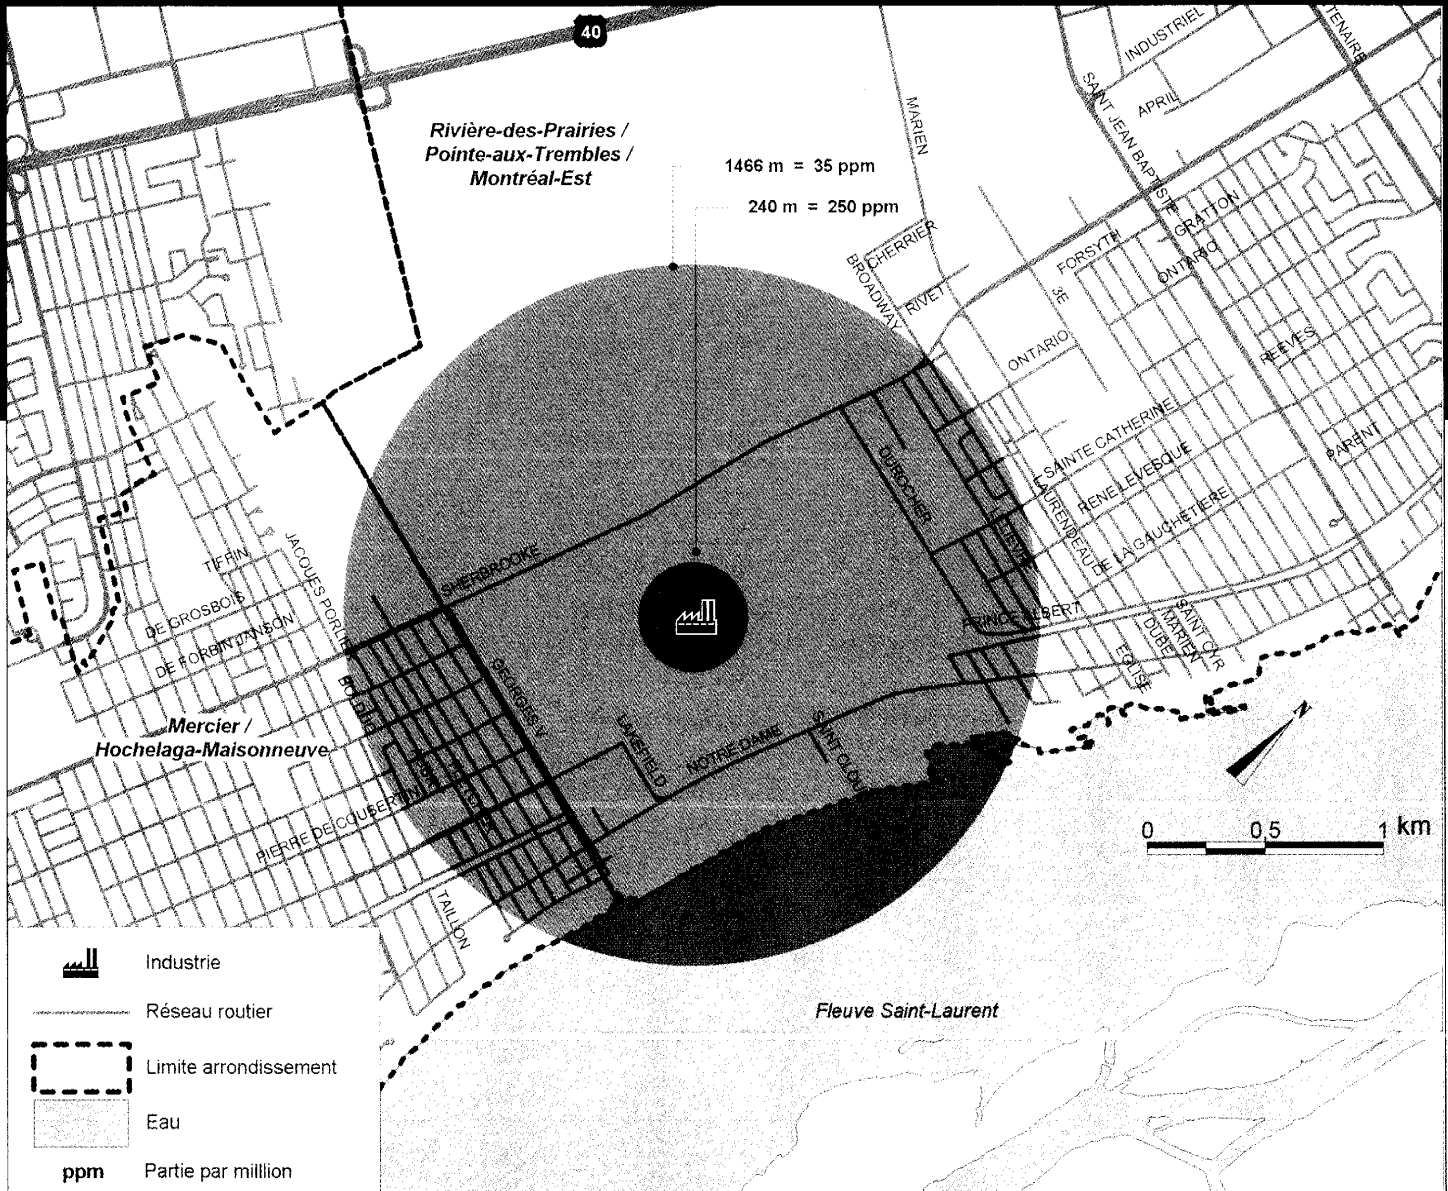 40
INDUSTRIEL
APRIL
MARIEN
SAINT JEAN BAPTISTE
Rivière-des-Prairies /
Pointe-aux-Trembles /
Montréal-Est
1466 m = 35 ppm
240 m = 250 ppm
CHERRIER
BROADWAY
RIVET
FORSYTH
GRATTON
ONTARIO
3E
ONTARIO
REEVES
SAINTE CATHERINE
RENE LEVESQUE
PARENT
DUROCHER
LAURENDEAU
DE LA GAUCHETIERE
SHERBROOKE
TIFFIN
JACQUES PORLIER
DE GROSBOIS
DE FORBIN JANSON
PRINCE ALBERT
SAINT CYR
MARIEN
DUBE
EGLISE
GEORGES V
Mercier /
Hochelaga-Maisonneuve
LAKEFIELD
NOTRE DAME
PIERRE DE COUBERTIN
TAILLON
N
0 0,5 1 km
Fleuve Saint-Laurent
Industrie
Réseau routier
Limite arrondissement
Eau
ppm Partie par milllion